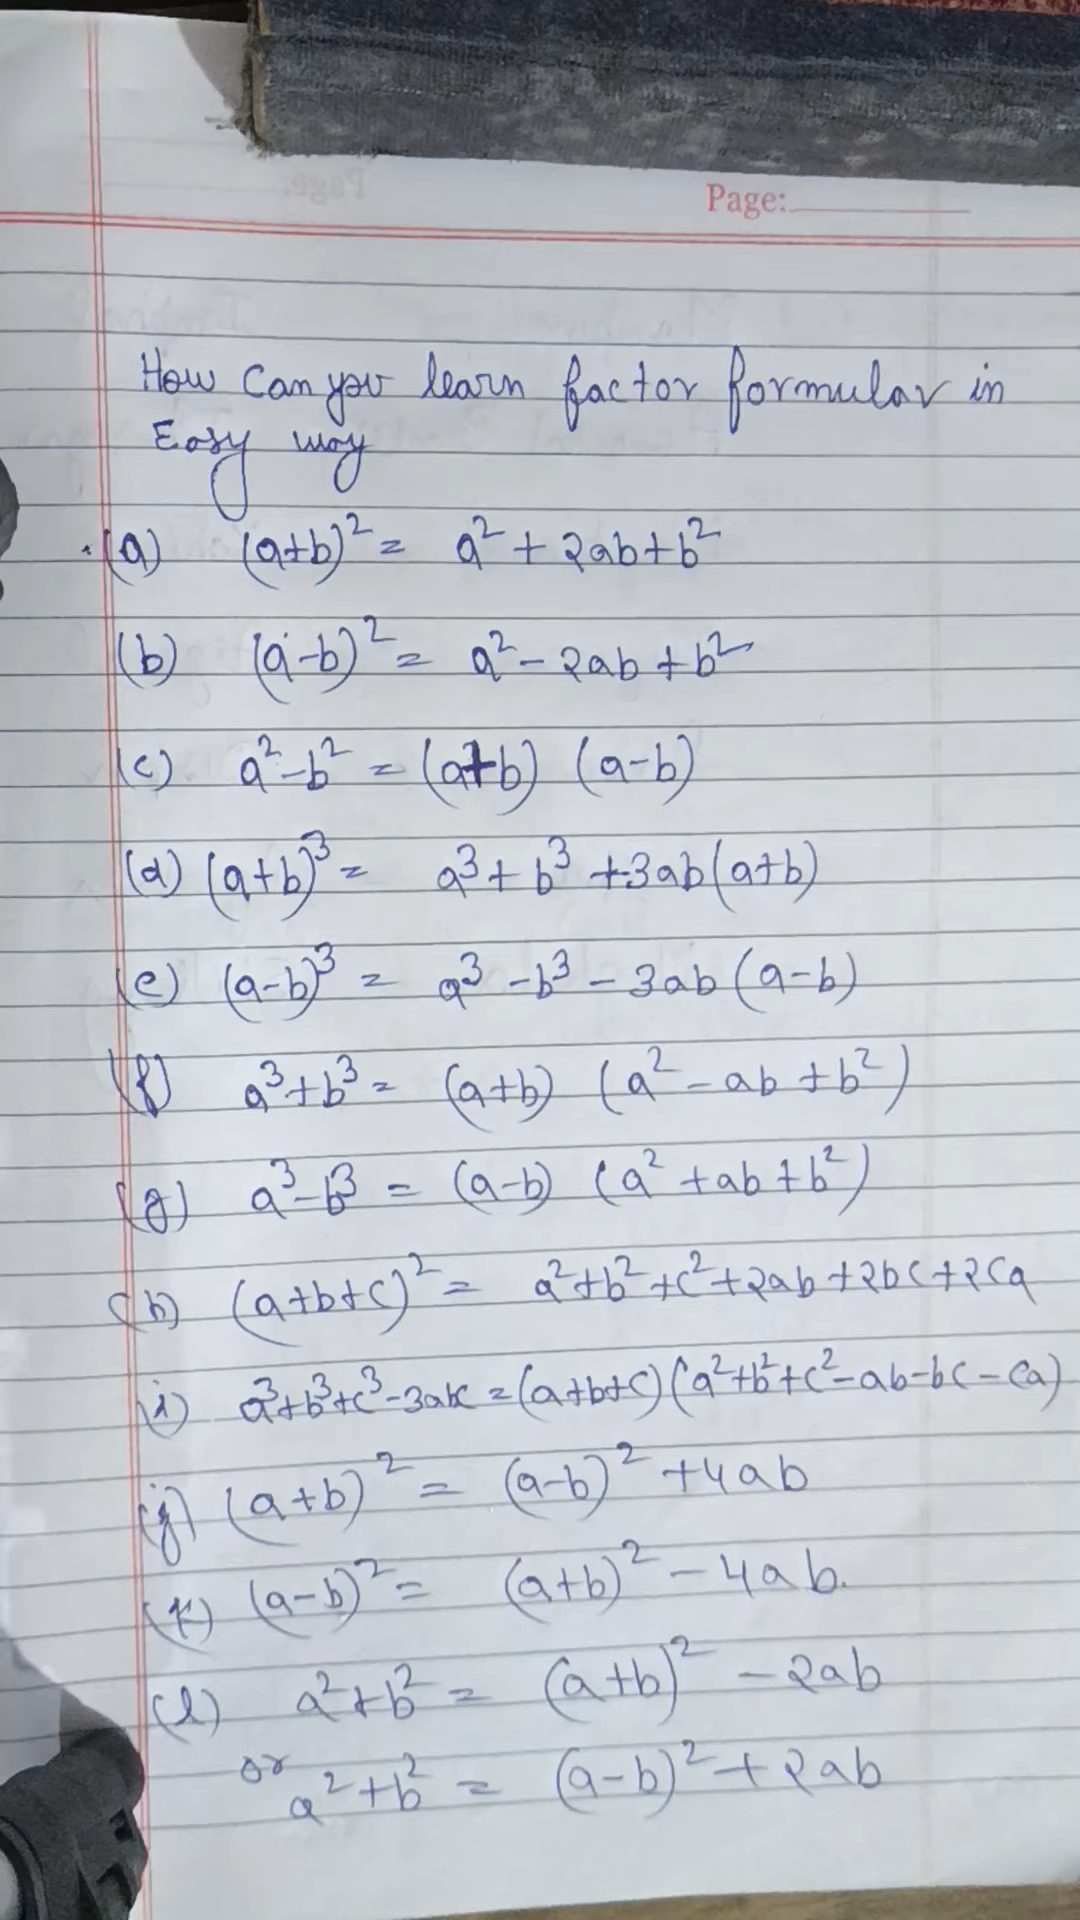 Page:
How Can you learn factor formular in
Easy way
(a) (a+b)² = a² + 2ab+b²
(b) (a-b)² = a² - 2ab + b²
(c) a² - b² = (a+b) (a-b)
(d) (a+b)³ = a³ + b³ + 3ab(a+b)
(e) (a-b)³ = a³ - b³ - 3ab (a-b)
(f) a³ + b³ = (a+b) (a² - ab + b²)
(g) a³ - b³ = (a-b) (a² + ab + b²)
(h) (a+b+c)² = a²+b²+c²+2ab+2bc+2ca
(i) a³+b³+c³-3abc = (a+b+c) (a²+b²+c²-ab-bc-ca)
(j) (a+b)² = (a-b)² + 4ab
(k) (a-b)² = (a+b)² - 4ab.
(l) a²+b² = (a+b)² - 2ab
or a²+b² = (a-b)² + 2ab